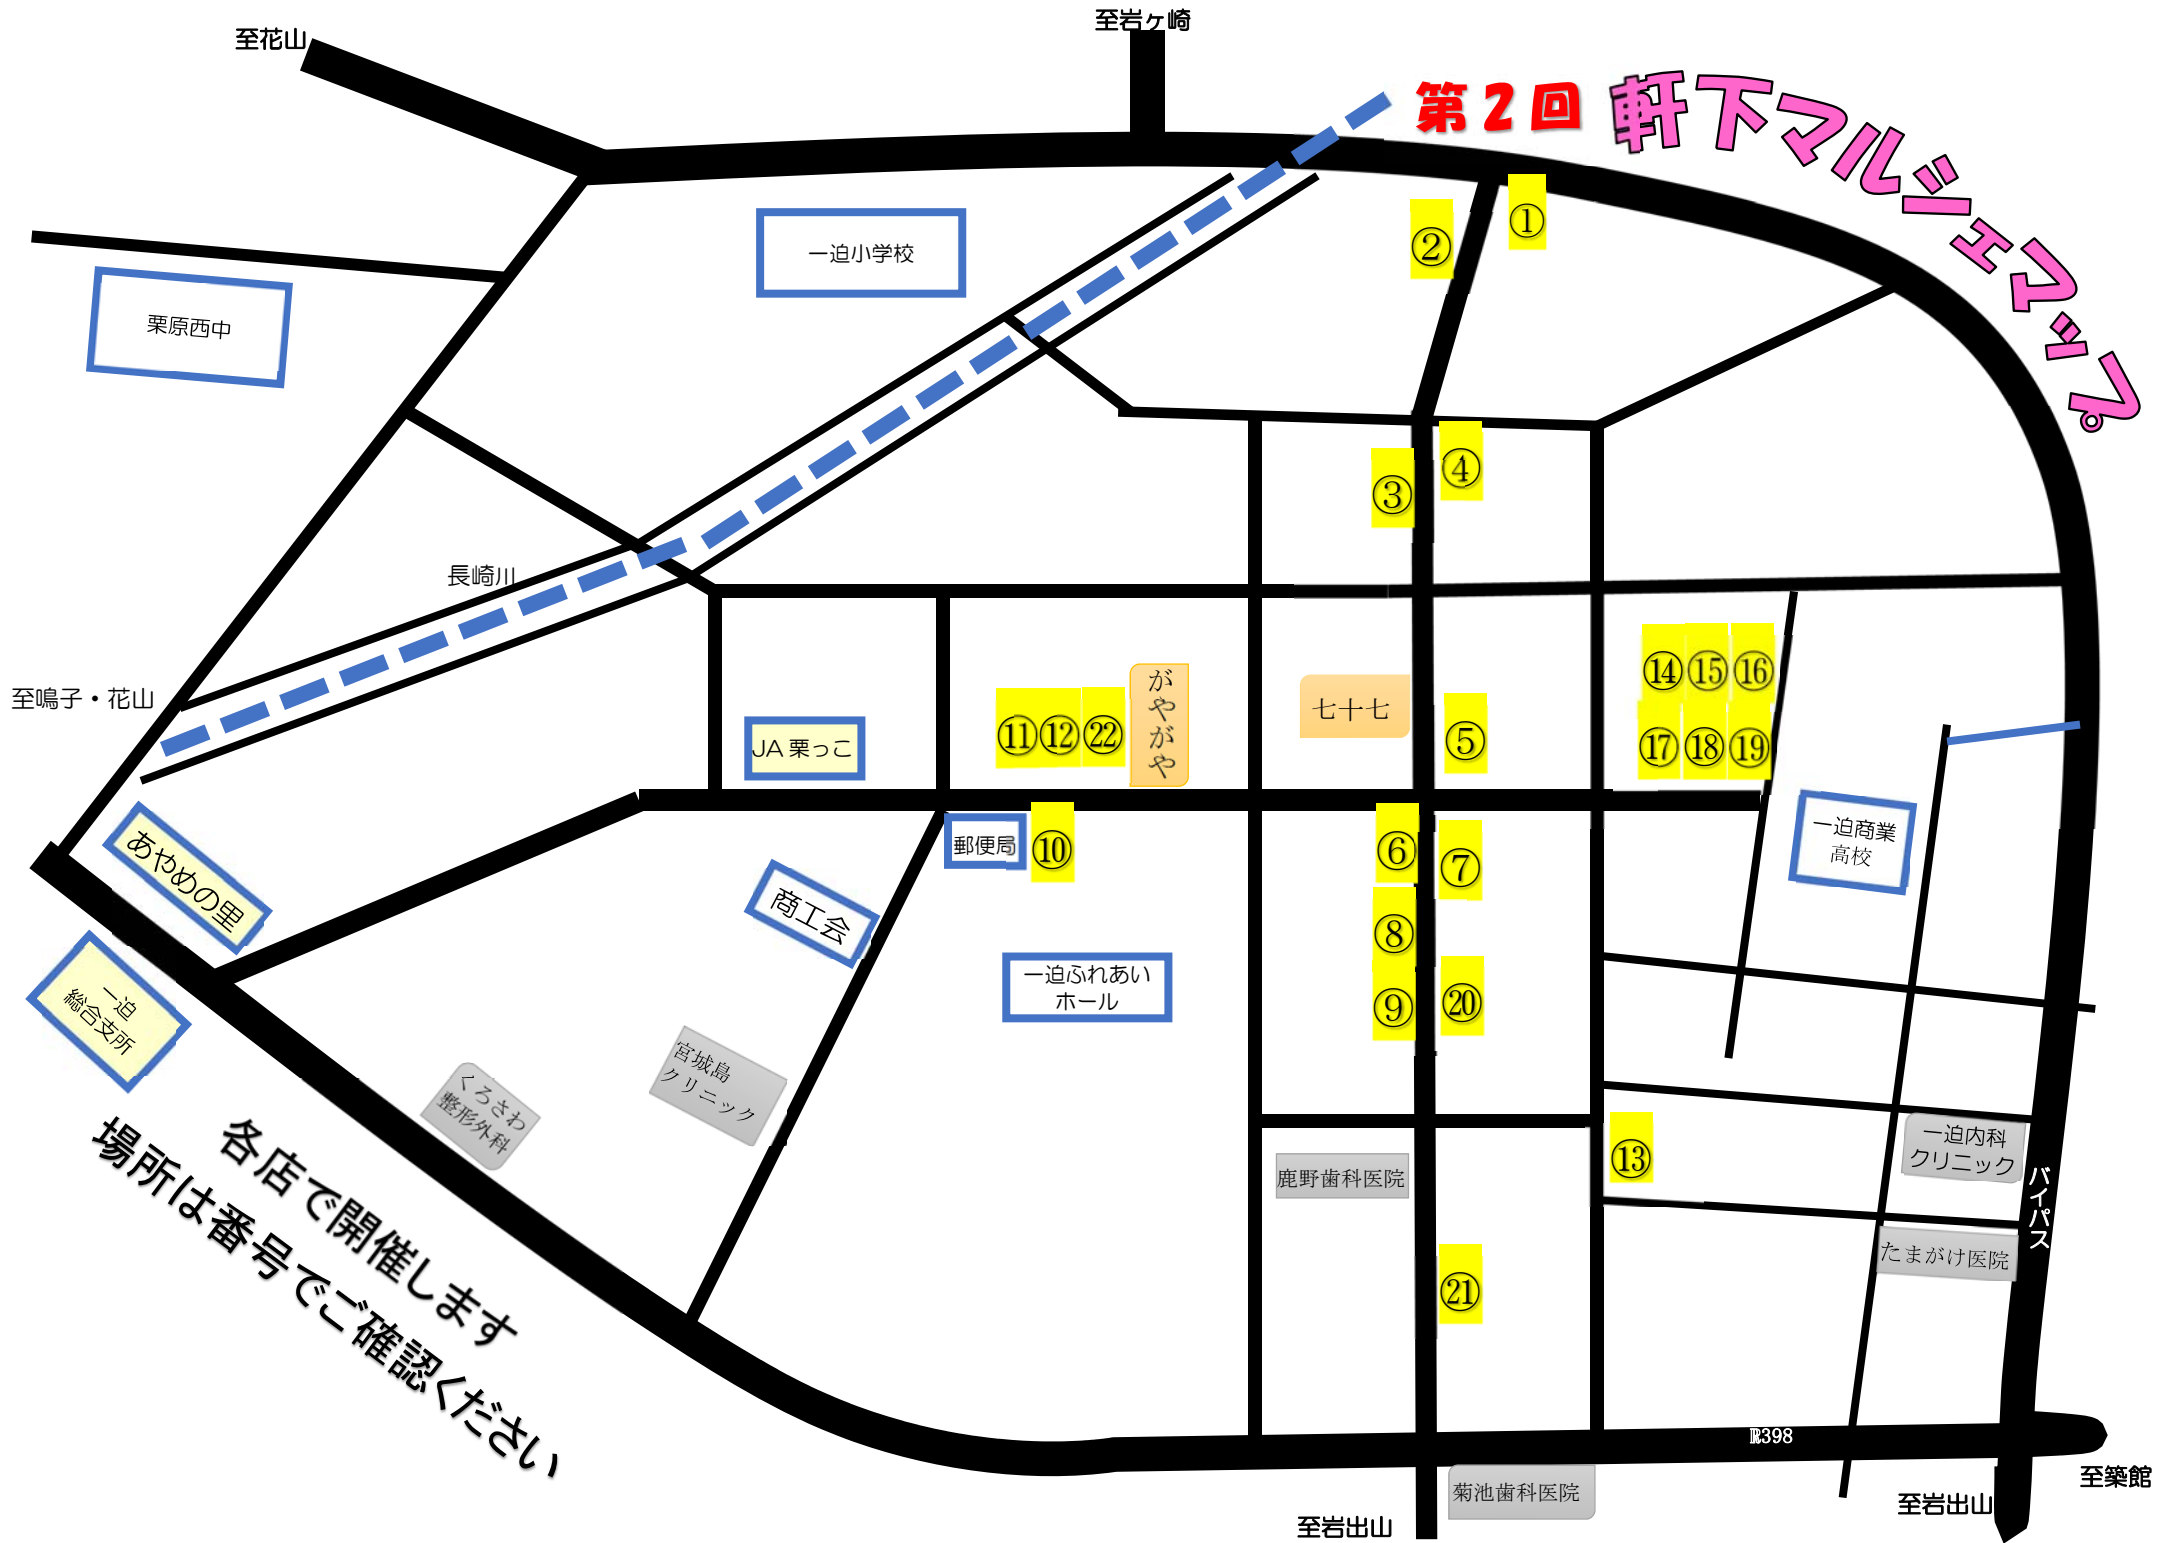 至花山
至岩ヶ崎
第2回 軒下マルシェマップ
①
②
一迫小学校
栗原西中
④
③
長崎川
至鳴子・花山
⑭⑮⑯
⑰⑱⑲
がやがや
七十七
⑤
⑪⑫㉒
JA 栗っこ
あやめの里
郵便局
⑩
⑥
⑦
一迫商業
高校
商工会
⑧
⑨
⑳
一迫ふれあい
ホール
一迫
総合支所
宮城島
クリニック
くろさわ
整形外科
鹿野歯科医院
⑬
一迫内科
クリニック
バイパス
たまがけ医院
㉑
各店で開催します
場所は番号でご確認ください
R398
菊池歯科医院
至築館
至岩出山
至岩出山